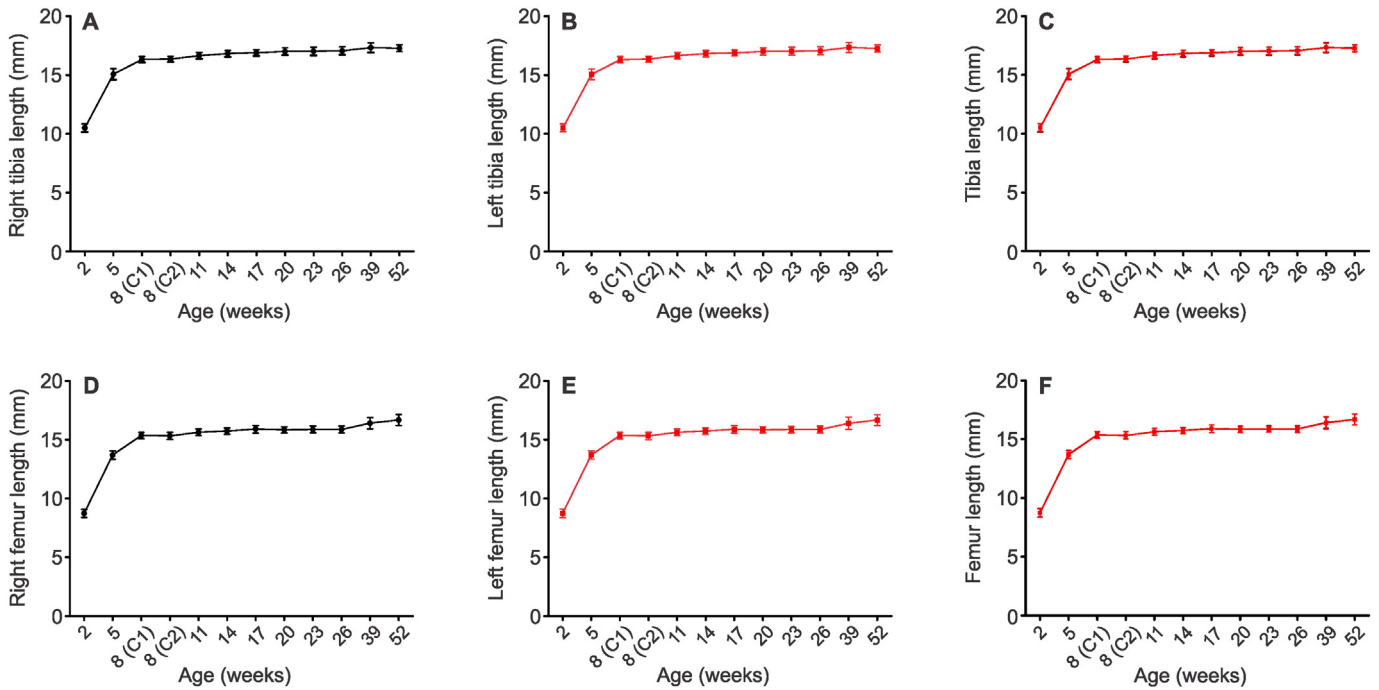 A
Right tibia length (mm)
20
15
10
5
0
2 5 8 (C1) 8 (C2) 11 14 17 20 23 26 39 52
Age (weeks)
B
Left tibia length (mm)
20
15
10
5
0
2 5 8 (C1) 8 (C2) 11 14 17 20 23 26 39 52
Age (weeks)
C
Tibia length (mm)
20
15
10
5
0
2 5 8 (C1) 8 (C2) 11 14 17 20 23 26 39 52
Age (weeks)
D
Right femur length (mm)
20
15
10
5
0
2 5 8 (C1) 8 (C2) 11 14 17 20 23 26 39 52
Age (weeks)
E
Left femur length (mm)
20
15
10
5
0
2 5 8 (C1) 8 (C2) 11 14 17 20 23 26 39 52
Age (weeks)
F
Femur length (mm)
20
15
10
5
0
2 5 8 (C1) 8 (C2) 11 14 17 20 23 26 39 52
Age (weeks)